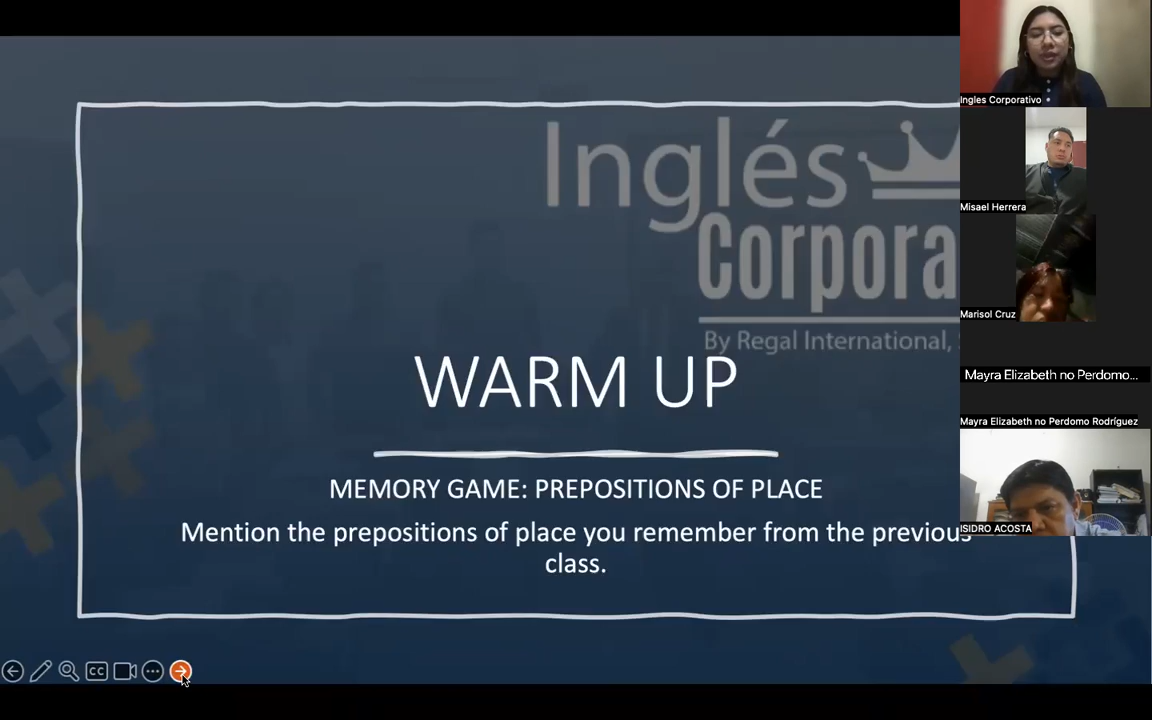 Inglés
Corpora
By Regal International, S
WARM UP
MEMORY GAME: PREPOSITIONS OF PLACE
Mention the prepositions of place you remember from the previous
class.
CC
Ingles Corporativo
Misael Herrera
Marisol Cruz
Mayra Elizabeth no Perdomo...
Mayra Elizabeth no Perdomo Rodríguez
ISIDRO ACOSTA